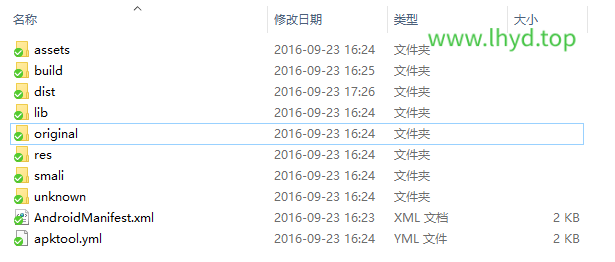 名称 修改日期 类型 大小
www.lhyd.top
assets 2016-09-23 16:24 文件夹
build 2016-09-23 16:25 文件夹
dist 2016-09-23 17:26 文件夹
lib 2016-09-23 16:24 文件夹
original 2016-09-23 16:24 文件夹
res 2016-09-23 16:24 文件夹
smali 2016-09-23 16:24 文件夹
unknown 2016-09-23 16:24 文件夹
AndroidManifest.xml 2016-09-23 16:23 XML 文档 2 KB
apktool.yml 2016-09-23 16:24 YML 文件 2 KB